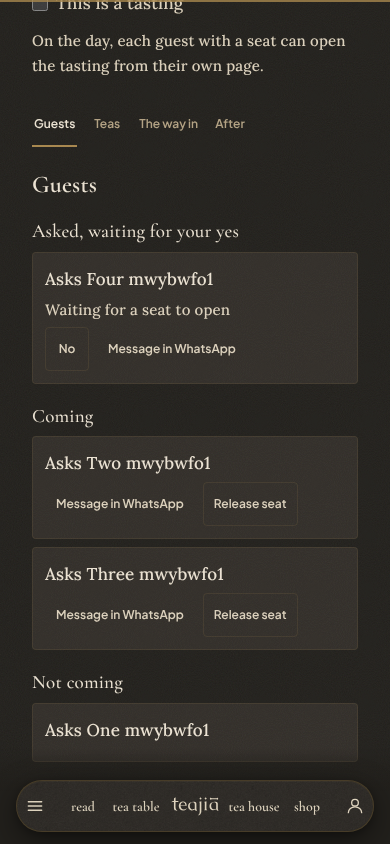 This is a tasting
On the day, each guest with a seat can open
the tasting from their own page.
Guests Teas The way in After
Guests
Asked, waiting for your yes
Asks Four mwybwfo1
Waiting for a seat to open
No Message in WhatsApp
Coming
Asks Two mwybwfo1
Message in WhatsApp Release seat
Asks Three mwybwfo1
Message in WhatsApp Release seat
Not coming
Asks One mwybwfo1
read tea table teajiā tea house shop